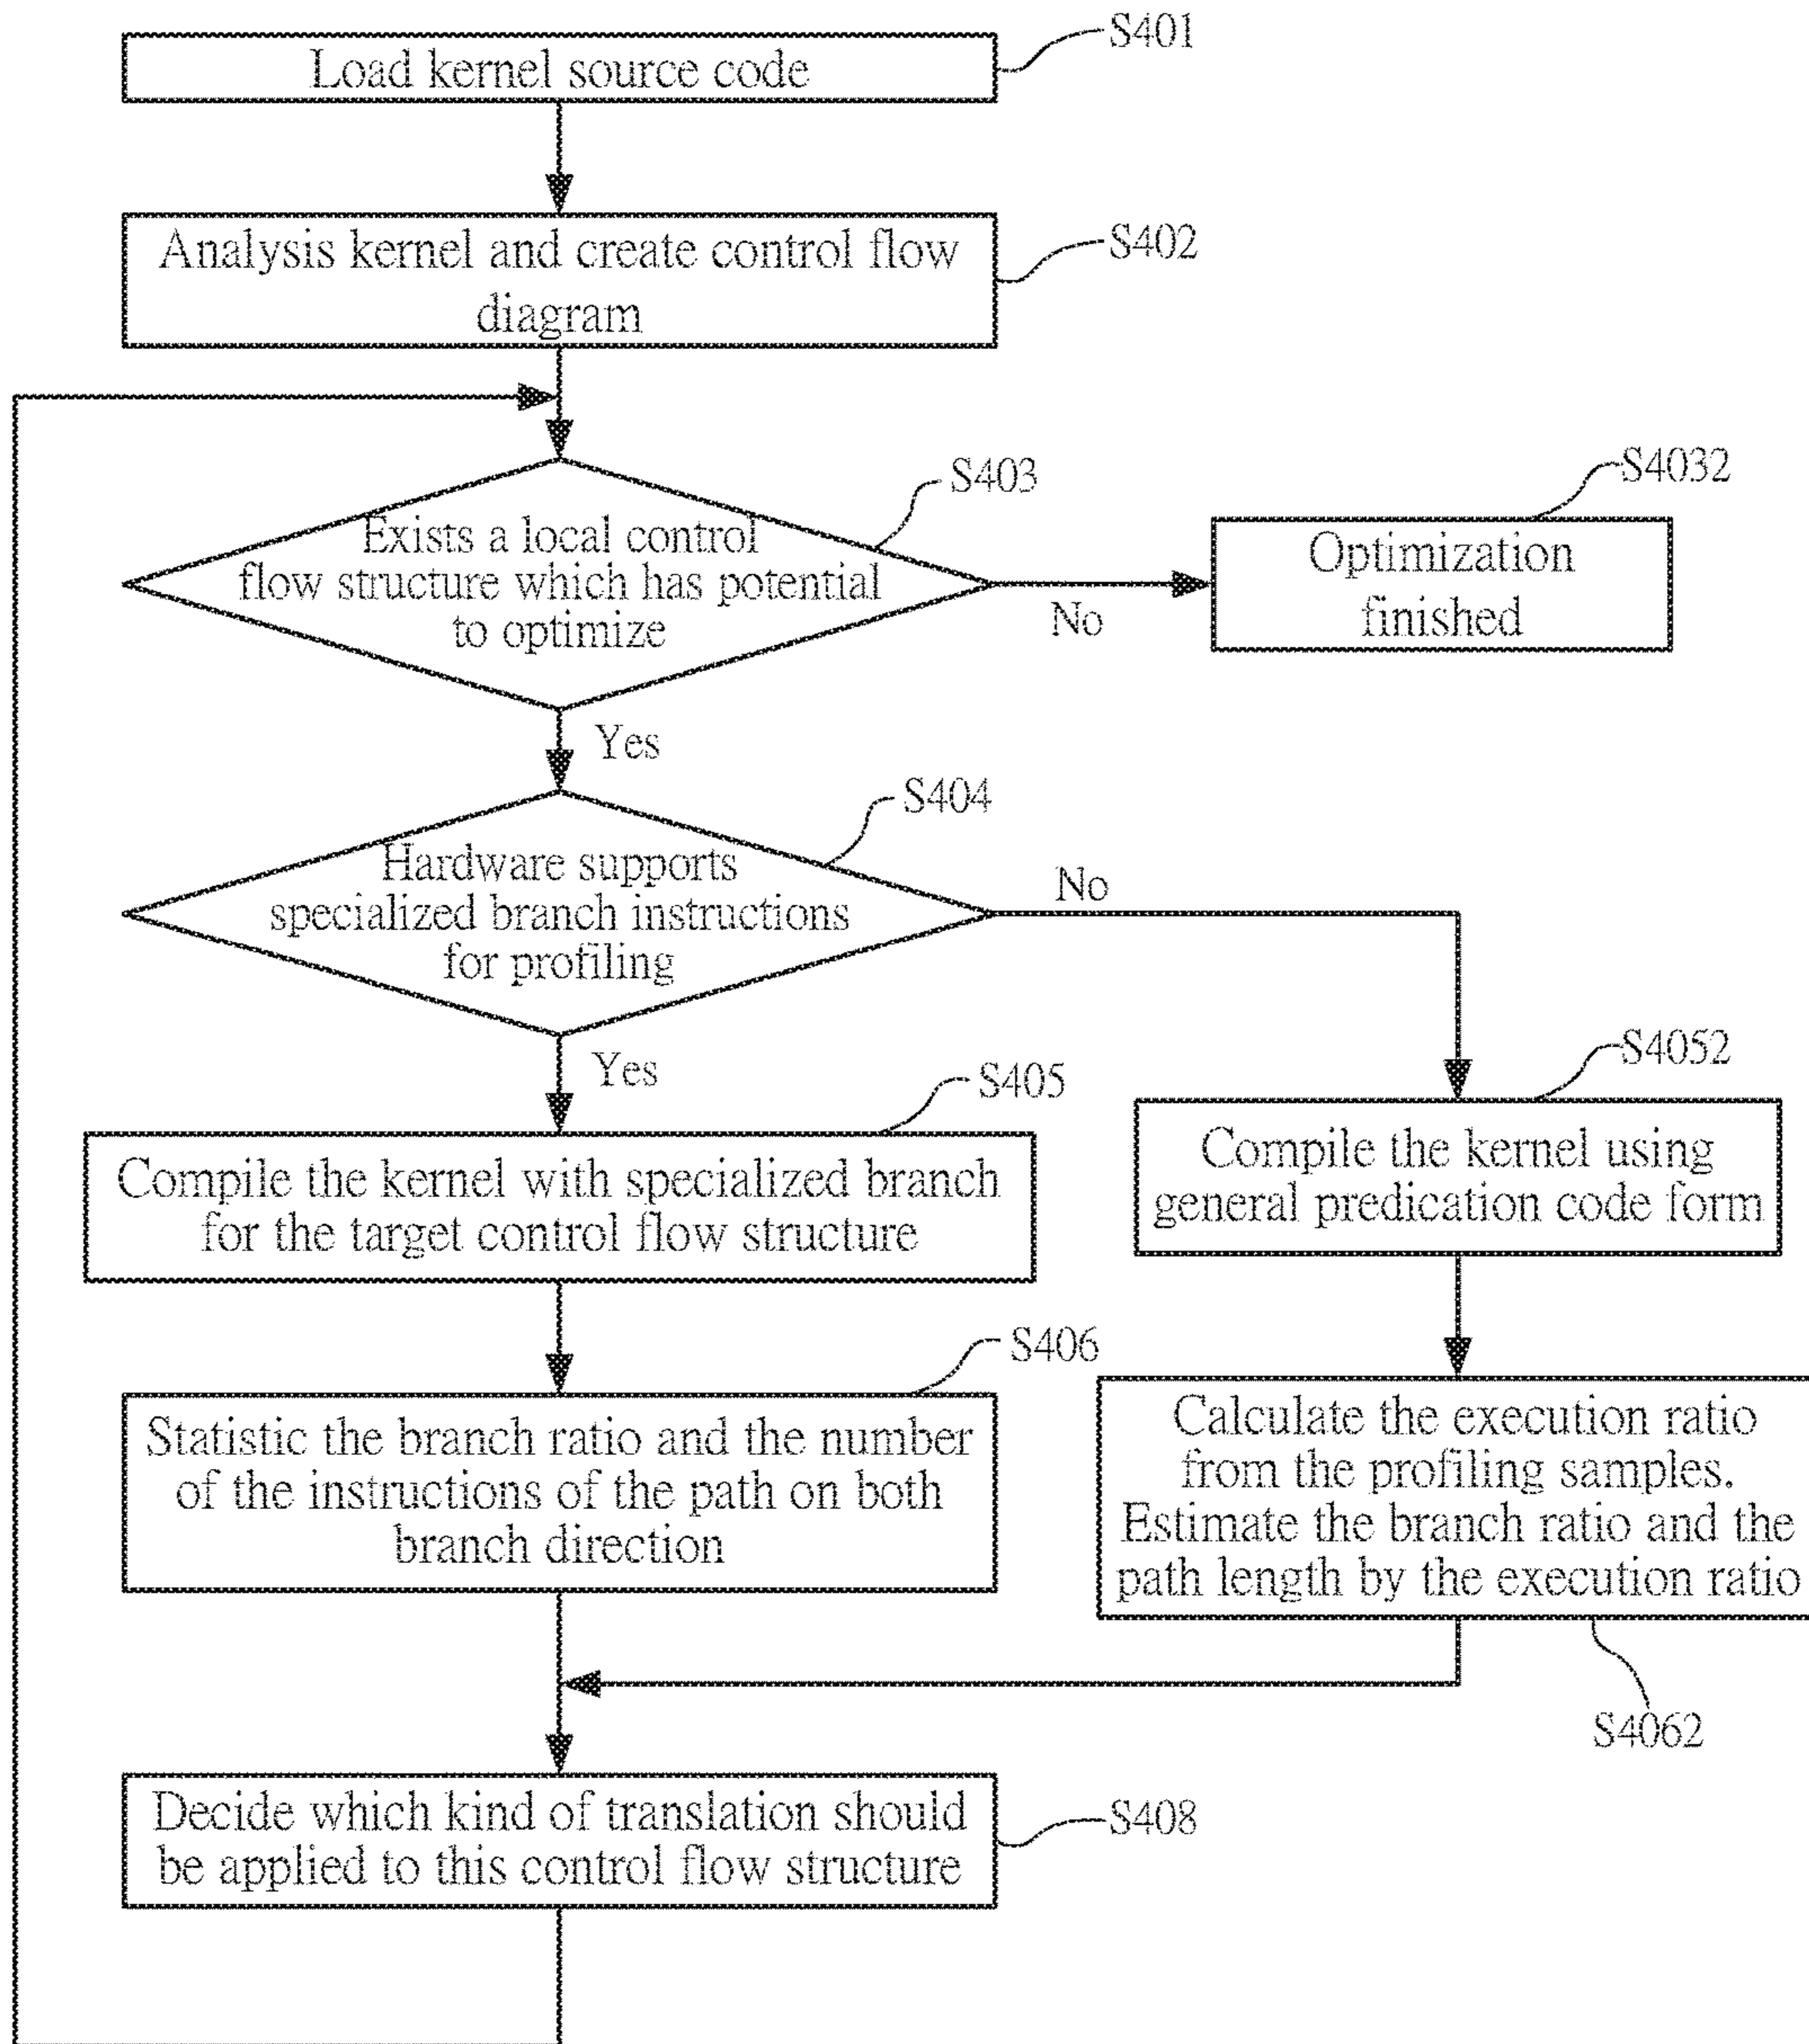 S401
Load kernel source code
S402
Analysis kernel and create control flow
diagram
S403
Exists a local control
flow structure which has potential
to optimize
S4032
Optimization
finished
No
Yes
S404
Hardware supports
specialized branch instructions
for profiling
No
Yes
S405
Compile the kernel with specialized branch
for the target control flow structure
S4052
Compile the kernel using
general predication code form
S406
Statistic the branch ratio and the number
of the instructions of the path on both
branch direction
Calculate the execution ratio
from the profiling samples.
Estimate the branch ratio and the
path length by the execution ratio
S4062
Decide which kind of translation should
be applied to this control flow structure
S408